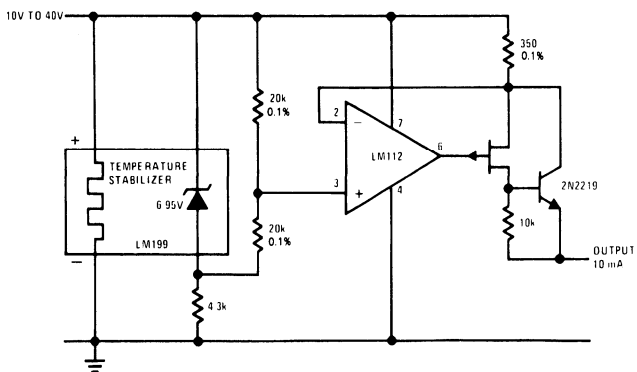 10V TO 40V
350
0.1%
20k
0.1%
2
7
−
LM112
6
+
TEMPERATURE
STABILIZER
6 95V
3
+
4
2N2219
LM199
−
20k
0.1%
10k
OUTPUT
10 mA
4 3k